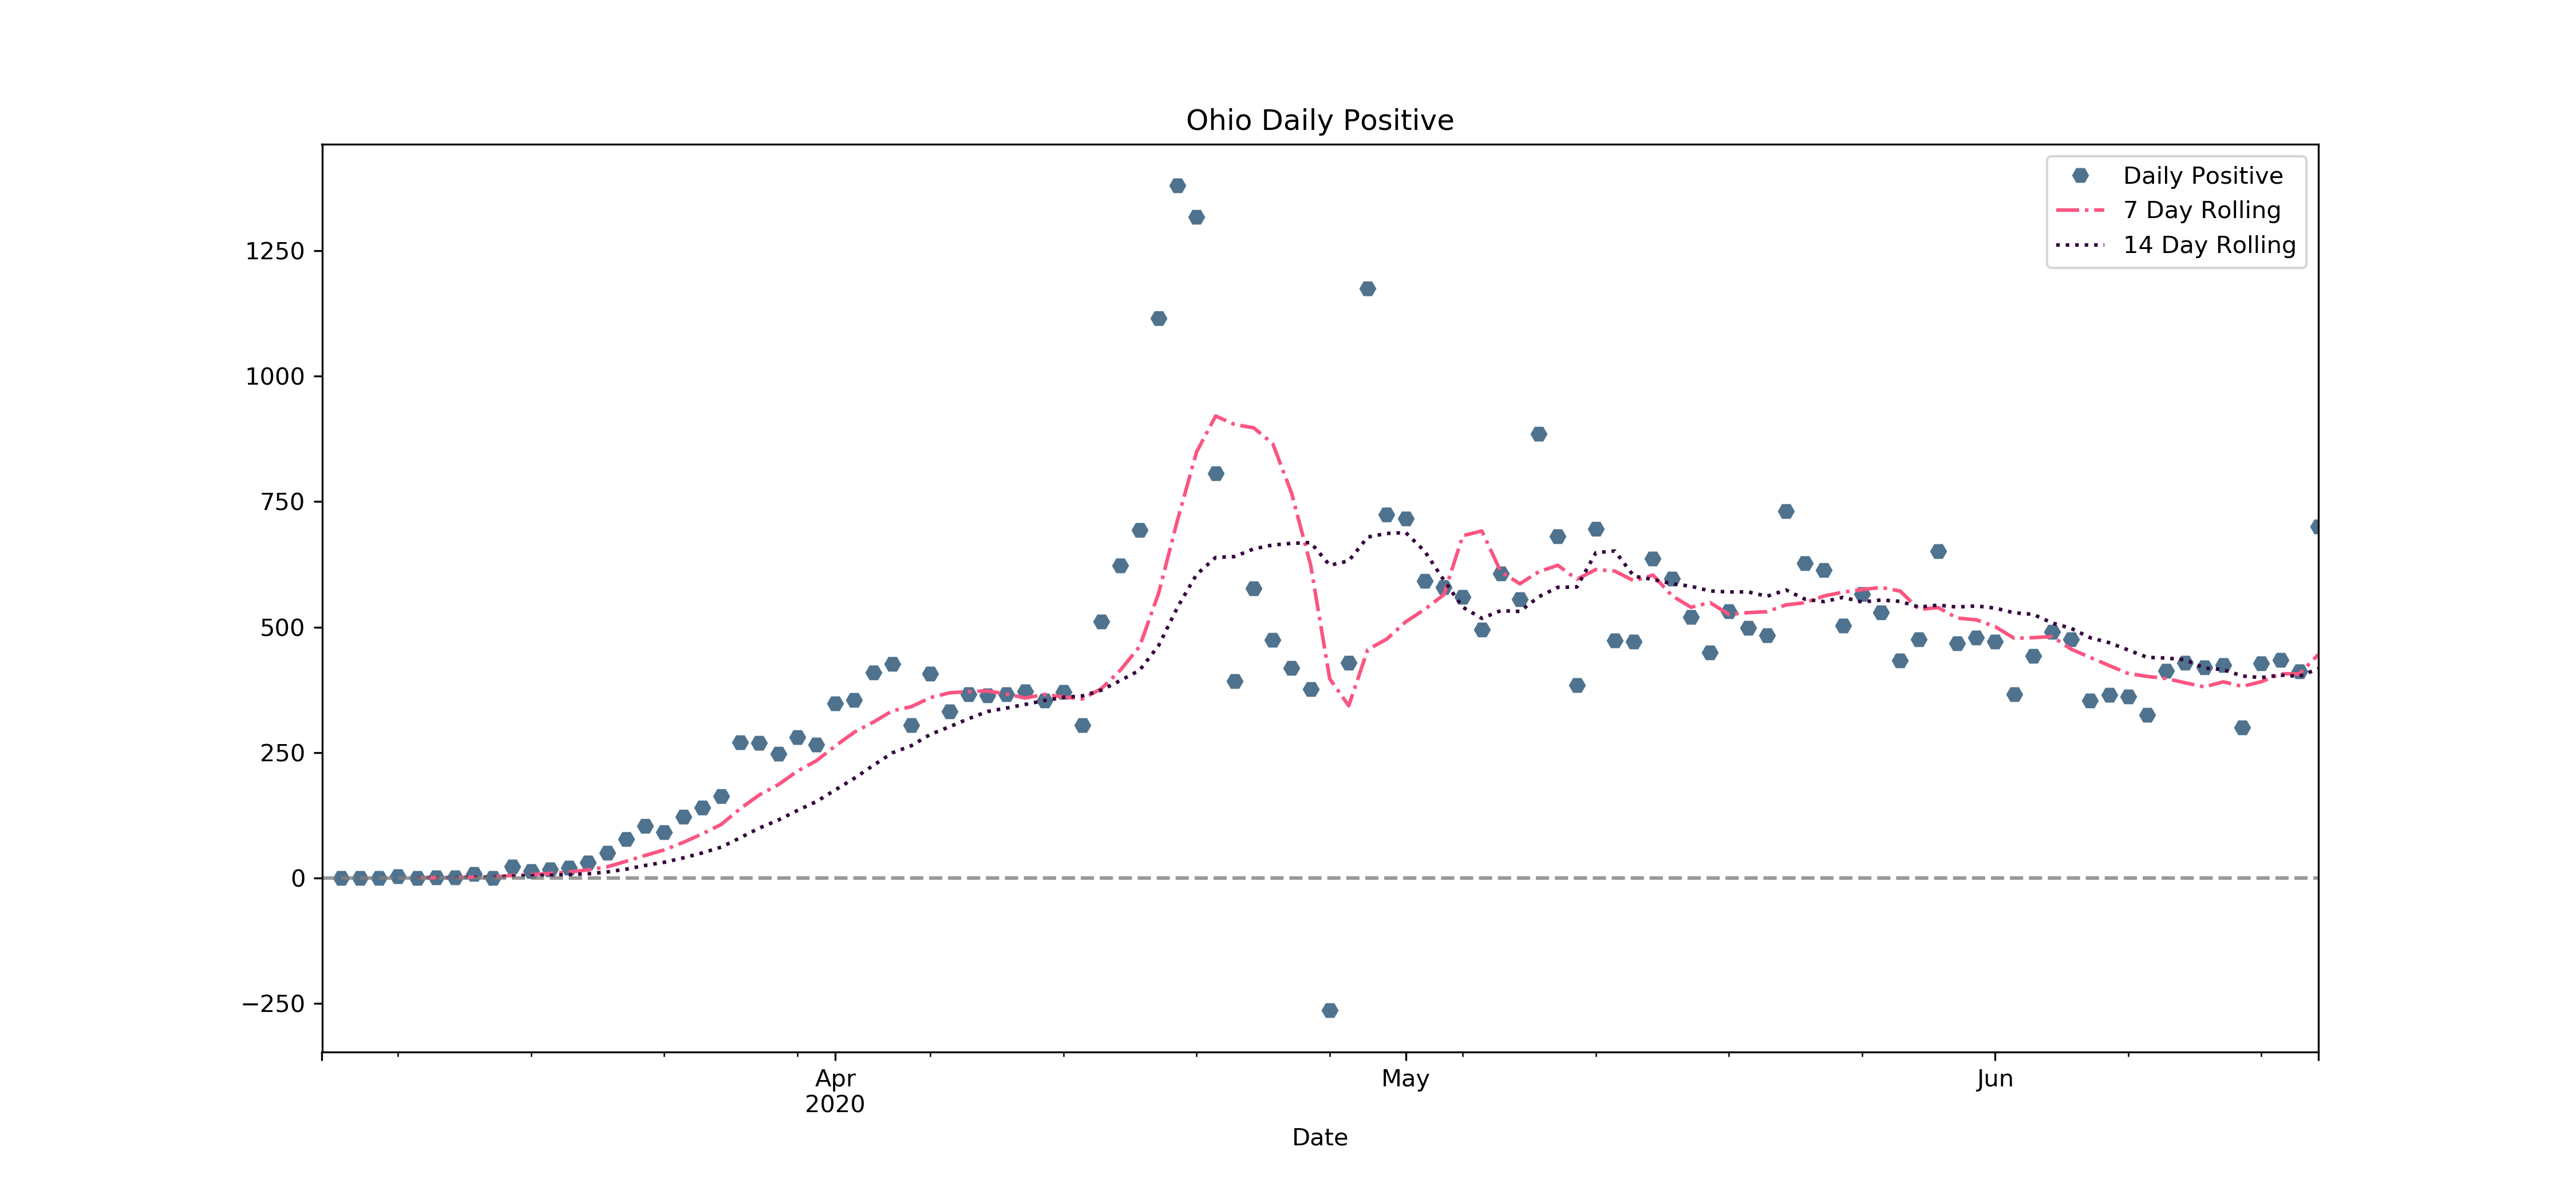 Ohio Daily Positive
Daily Positive
7 Day Rolling
14 Day Rolling
1250
1000
750
500
250
0
−250
Apr
2020
May
Jun
Date